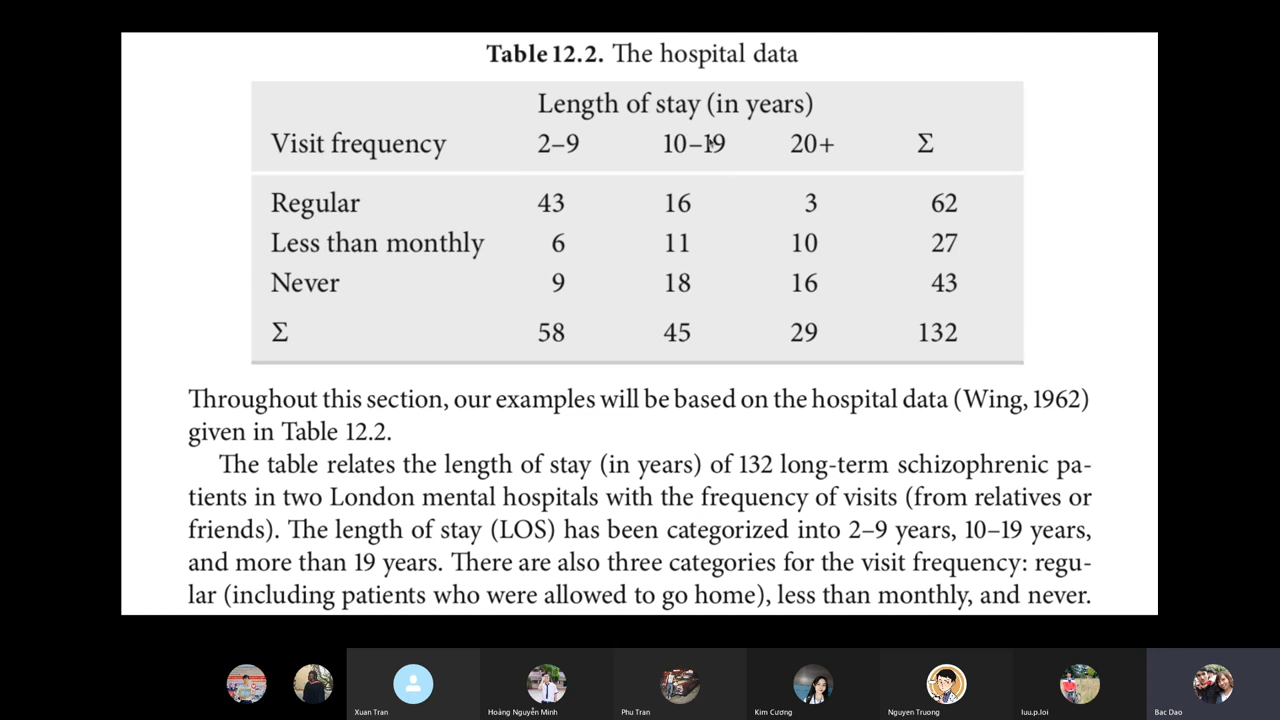 Table 12.2. The hospital data
Length of stay (in years)
Visit frequency 2–9 10–19 20+ Σ
Regular 43 16 3 62
Less than monthly 6 11 10 27
Never 9 18 16 43
Σ 58 45 29 132
Throughout this section, our examples will be based on the hospital data (Wing, 1962)
given in Table 12.2.
The table relates the length of stay (in years) of 132 long-term schizophrenic pa-
tients in two London mental hospitals with the frequency of visits (from relatives or
friends). The length of stay (LOS) has been categorized into 2–9 years, 10–19 years,
and more than 19 years. There are also three categories for the visit frequency: regu-
lar (including patients who were allowed to go home), less than monthly, and never.
Xuan Tran Hoàng Nguyễn Minh Phu Tran Kim Cương Nguyen Truong luu.p.loi Bac Dao